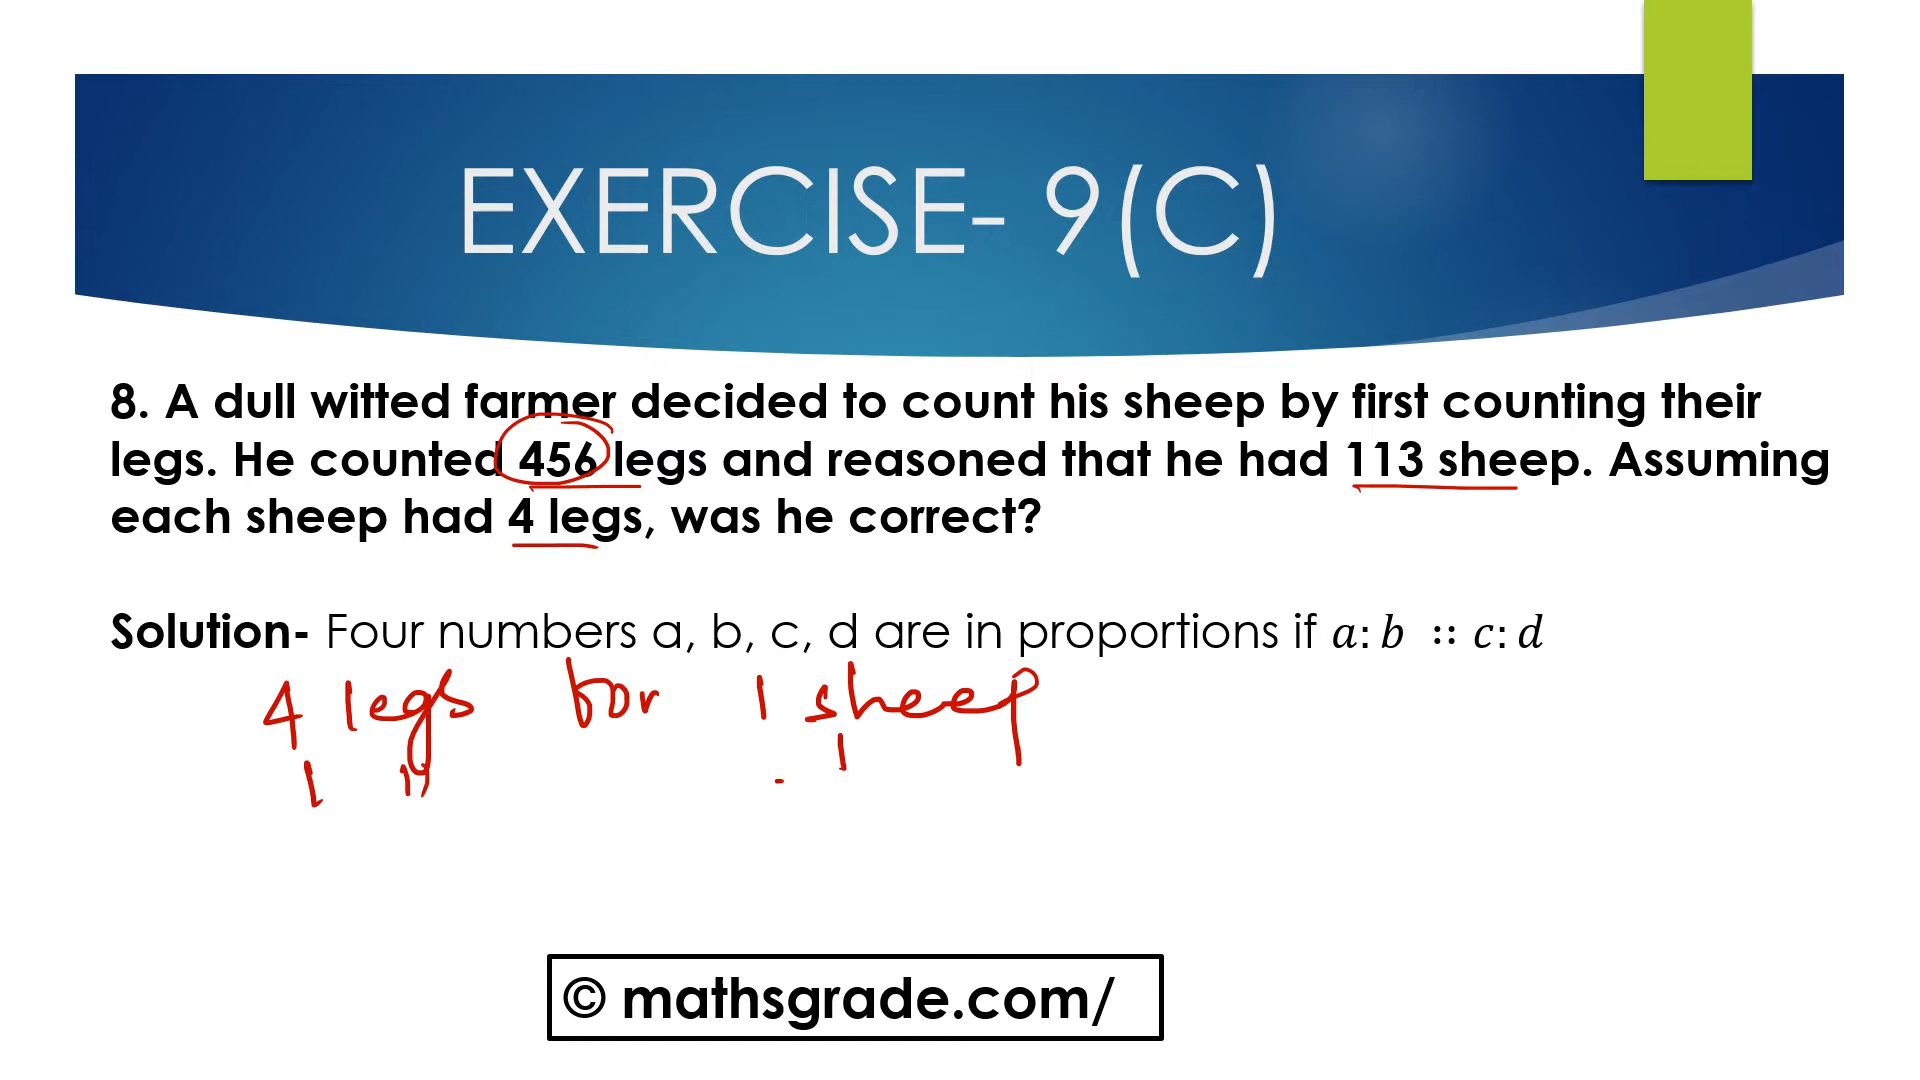 EXERCISE- 9(C)
8. A dull witted farmer decided to count his sheep by first counting their
legs. He counted 456 legs and reasoned that he had 113 sheep. Assuming
each sheep had 4 legs, was he correct?
Solution- Four numbers a, b, c, d are in proportions if a: b :: c: d
4 legs for 1 sheep
1 " 1
© mathsgrade.com/